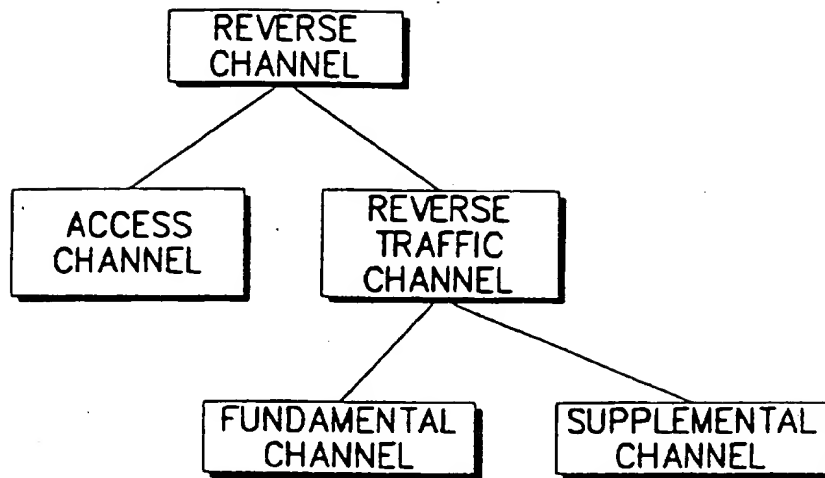 REVERSE
CHANNEL
ACCESS
CHANNEL
REVERSE
TRAFFIC
CHANNEL
FUNDAMENTAL
CHANNEL
SUPPLEMENTAL
CHANNEL